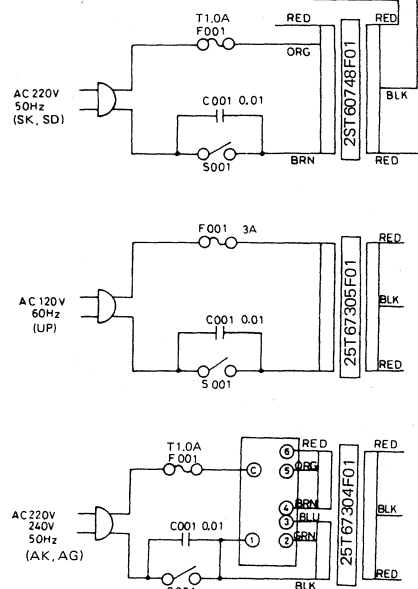 T1.0A
F001
RED
RED
ORG
AC 220V
50Hz
(SK, SD)
C001 0.01
S001
BRN
2ST60748F01
BLK
RED
F001 3A
RED
AC 120V
60Hz
(UP)
C001 0.01
S001
25T67305F01
BLK
RED
T1.0A
F001
C
6
RED
5
ORG
4
BRN
3
BLU
2
GRN
1
RED
AC220V
240V
50Hz
(AK, AG)
C001 0.01
25T67304F01
BLK
BLK
RED